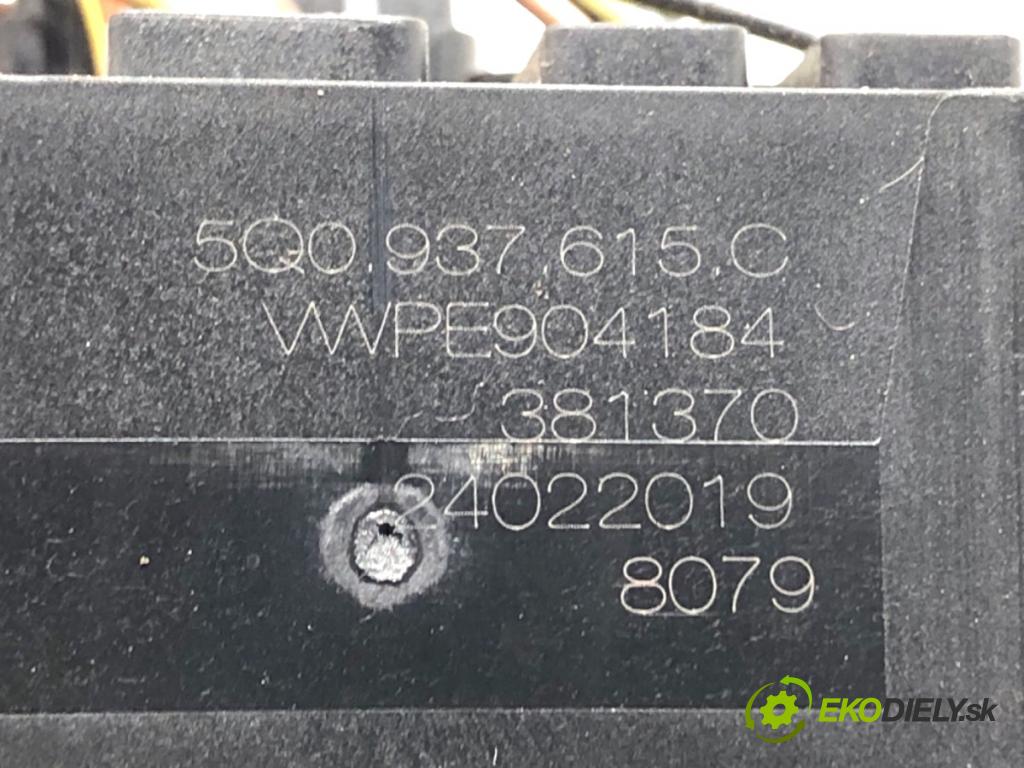 5Q0.937.615.C
VWPE904184
381370
24022019
8079
EKODIELY.sk